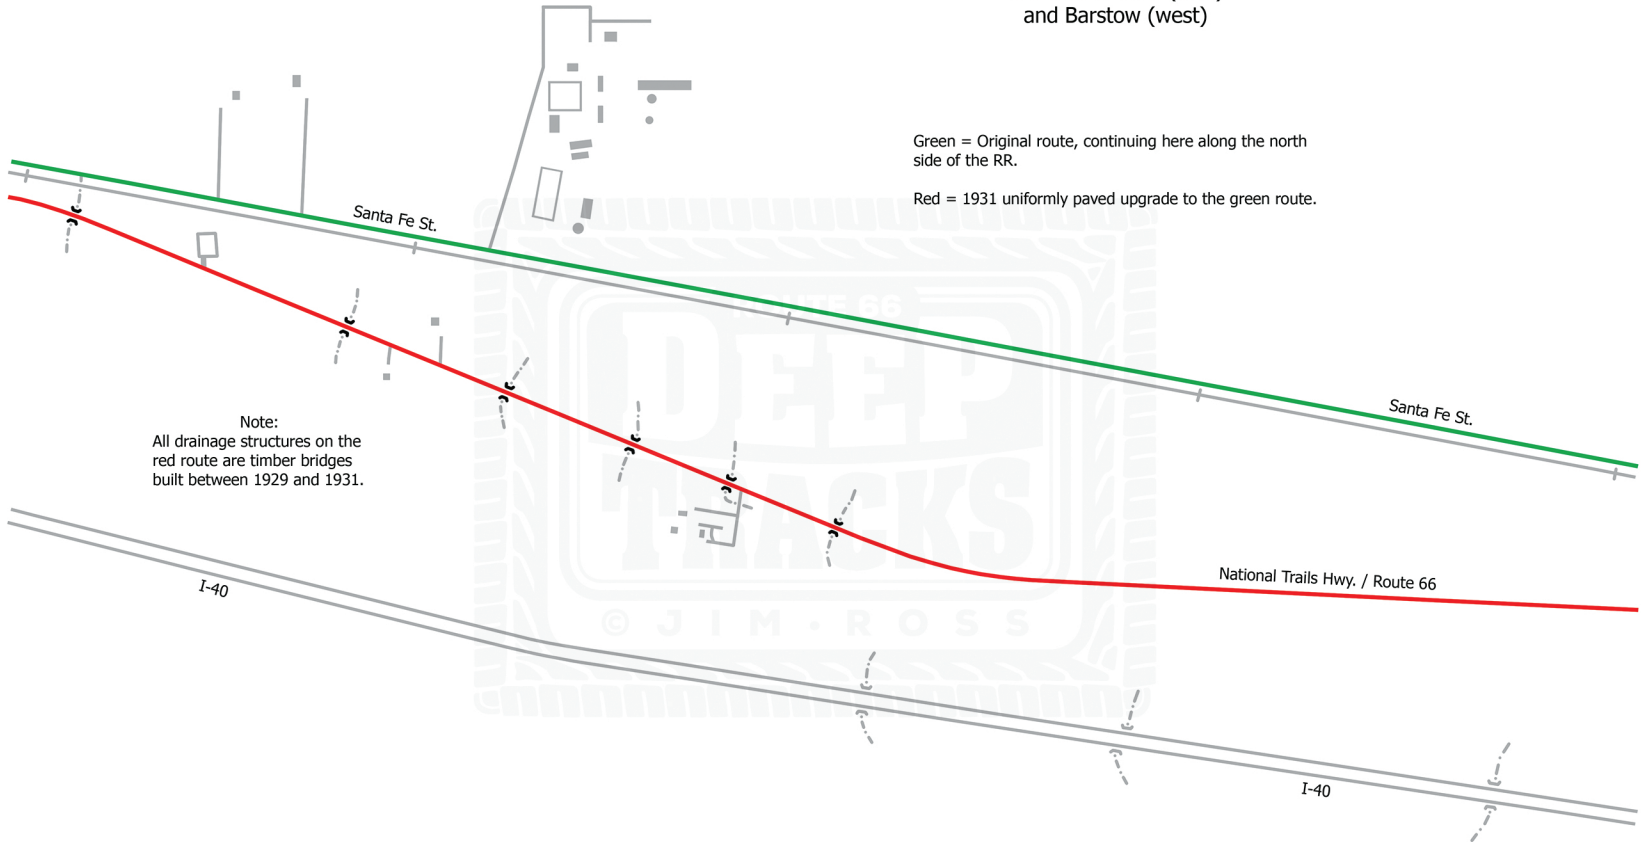 and Barstow (west)
Green = Original route, continuing here along the north
side of the RR.
Red = 1931 uniformly paved upgrade to the green route.
Santa Fe St.
ROUTE 66
DEEP
TRACKS
© JIM • ROSS
Santa Fe St.
Note:
All drainage structures on the
red route are timber bridges
built between 1929 and 1931.
National Trails Hwy. / Route 66
I-40
I-40